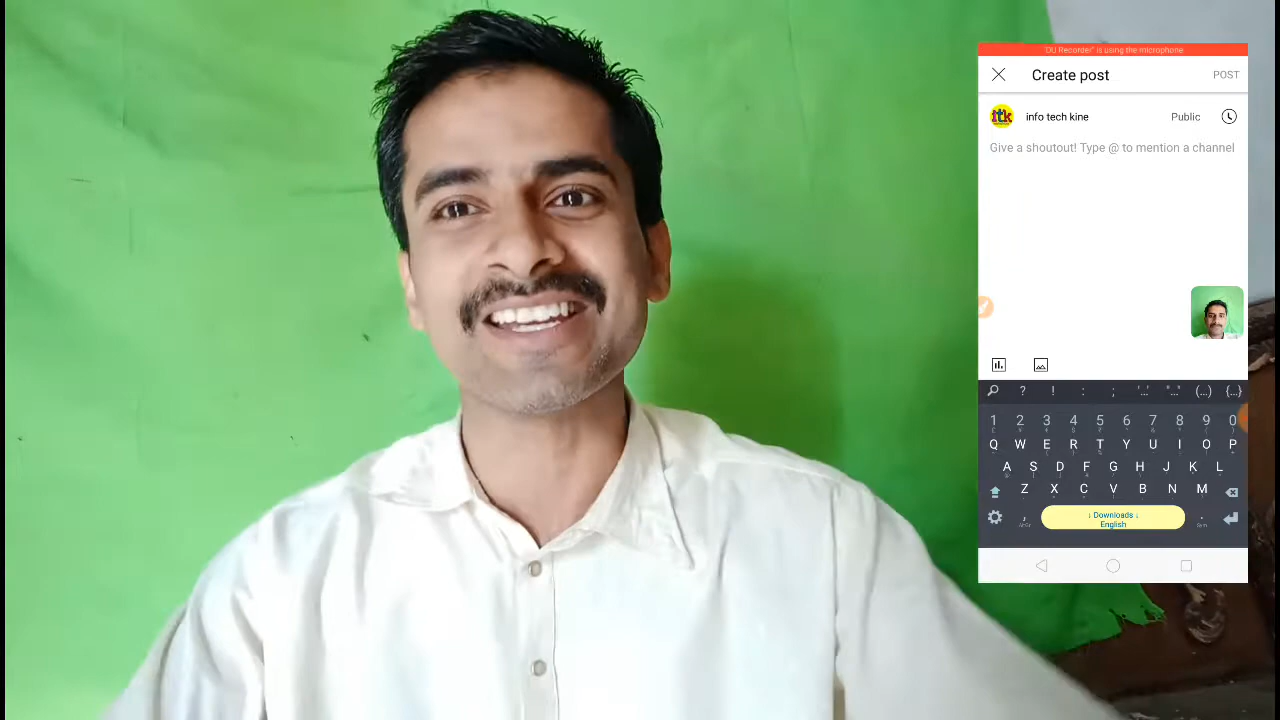 "DU Recorder" is using the microphone
Create post
POST
itk
info tech kine
Public
Give a shoutout! Type @ to mention a channel
? ! : ; '...' "..." (...) {...}
1 2 3 4 5 6 7 8 9 0
Q W E R T Y U I O P
A S D F G H J K L
Z X C V B N M
↓ Downloads ↓
English